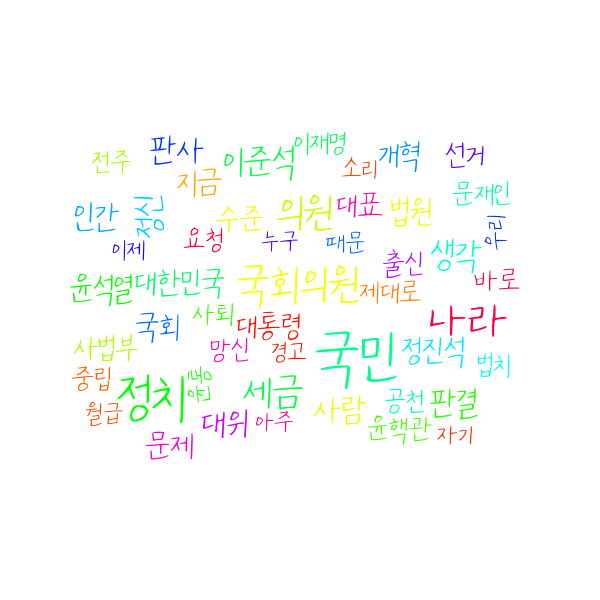 전주 판사 이준석 이재명 소리 개혁 선거
지금 문재인
인간 정신 수준 의원 대표 법원 우리
이제 요청 누구 때문 출신 생각
윤석열 대한민국 국회의원 제대로 바로
국회 사퇴 대통령 나라
사법부 망신 경고 국민 정진석 법치
중립 정치 세금
월급 대위 아주 사람 공천 판결
문제 윤핵관 자기